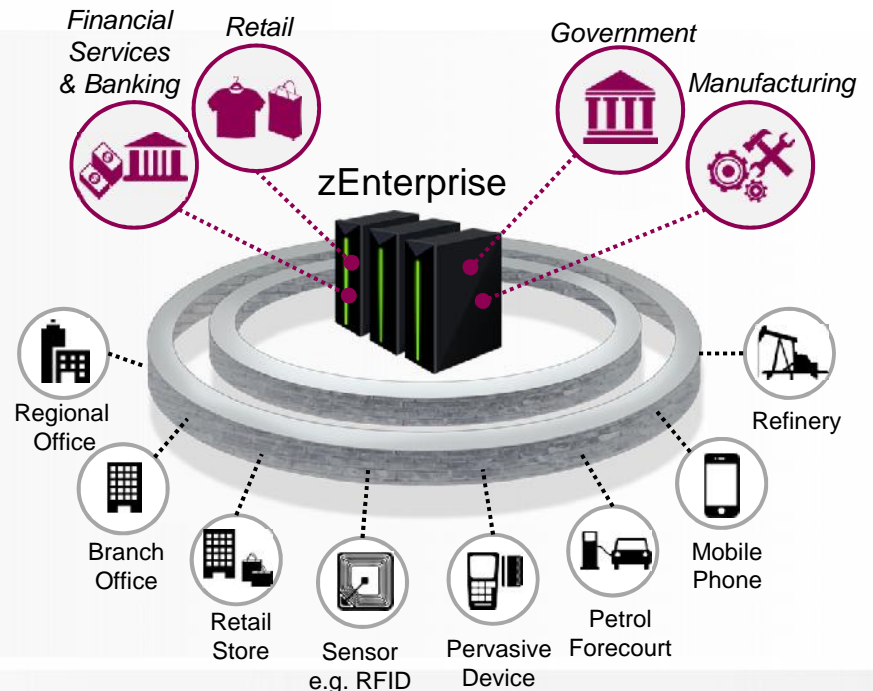 Financial
Services
& Banking
Retail
Government
Manufacturing
zEnterprise
Regional
Office
Refinery
Branch
Office
Mobile
Phone
Retail
Store
Petrol
Forecourt
Sensor
e.g. RFID
Pervasive
Device